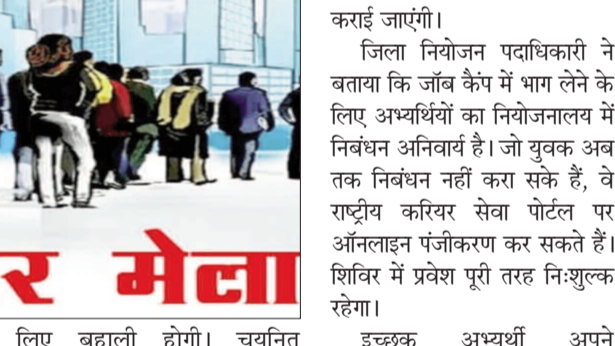 र मेला
लिए बहाली होगी। चयनित
कराई जाएंगी।
जिला नियोजन पदाधिकारी ने
बताया कि जॉब कैंप में भाग लेने के
लिए अभ्यर्थियों का नियोजनालय में
निबंधन अनिवार्य है। जो युवक अब
तक निबंधन नहीं करा सके हैं, वे
राष्ट्रीय करियर सेवा पोर्टल पर
ऑनलाइन पंजीकरण कर सकते हैं।
शिविर में प्रवेश पूरी तरह निःशुल्क
रहेगा।
इच्छुक अभ्यर्थी अपने